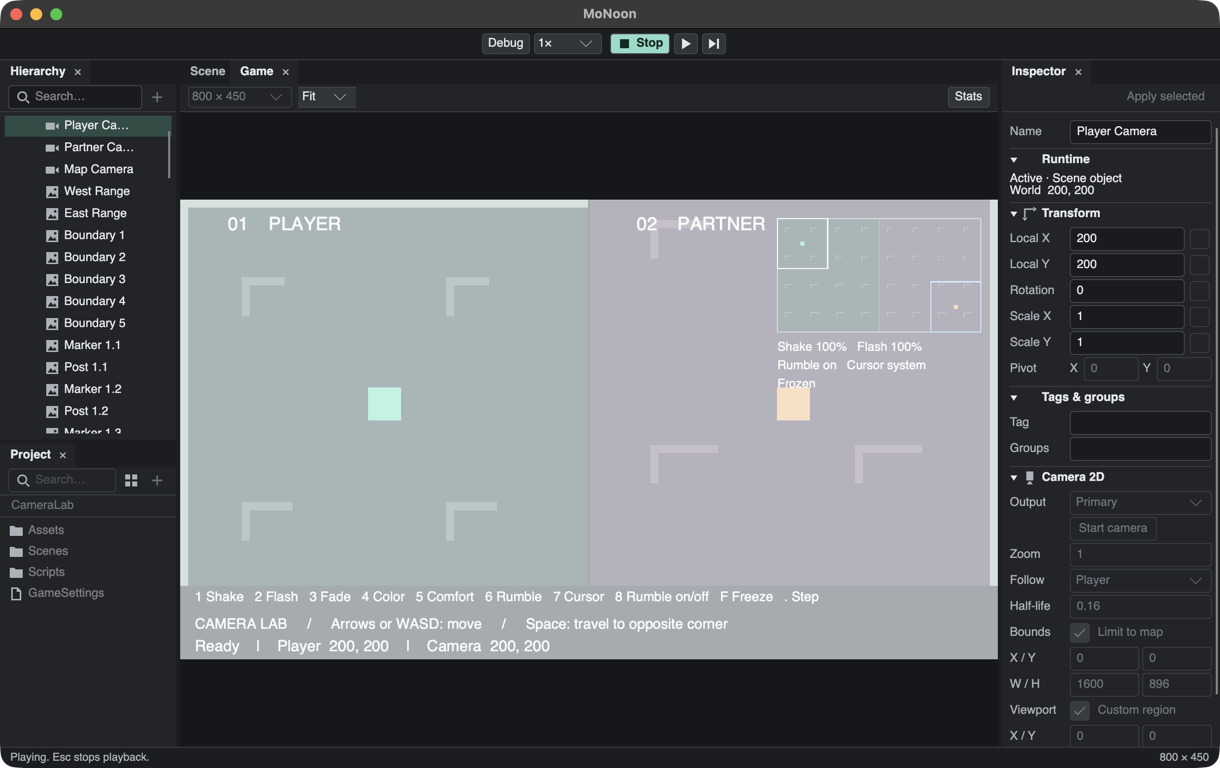 MoNoon
Debug 1× Stop
Hierarchy ×
Search…
Player Ca…
Partner Ca…
Map Camera
West Range
East Range
Boundary 1
Boundary 2
Boundary 3
Boundary 4
Boundary 5
Marker 1.1
Post 1.1
Marker 1.2
Post 1.2
Marker 1.3
Project ×
Search…
CameraLab
Assets
Scenes
Scripts
GameSettings
Scene Game ×
800 × 450 Fit Stats
01 PLAYER
02 PARTNER
Shake 100% Flash 100%
Rumble on Cursor system
Frozen
1 Shake 2 Flash 3 Fade 4 Color 5 Comfort 6 Rumble 7 Cursor 8 Rumble on/off F Freeze . Step
CAMERA LAB / Arrows or WASD: move / Space: travel to opposite corner
Ready | Player 200, 200 | Camera 200, 200
Inspector ×
Apply selected
Name Player Camera
Runtime
Active · Scene object
World 200, 200
Transform
Local X 200
Local Y 200
Rotation 0
Scale X 1
Scale Y 1
Pivot X 0 Y 0
Tags & groups
Tag
Groups
Camera 2D
Output Primary
Start camera
Zoom 1
Follow Player
Half-life 0.16
Bounds Limit to map
X / Y 0 0
W / H 1600 896
Viewport Custom region
X / Y 0 0
Playing. Esc stops playback.
800 × 450